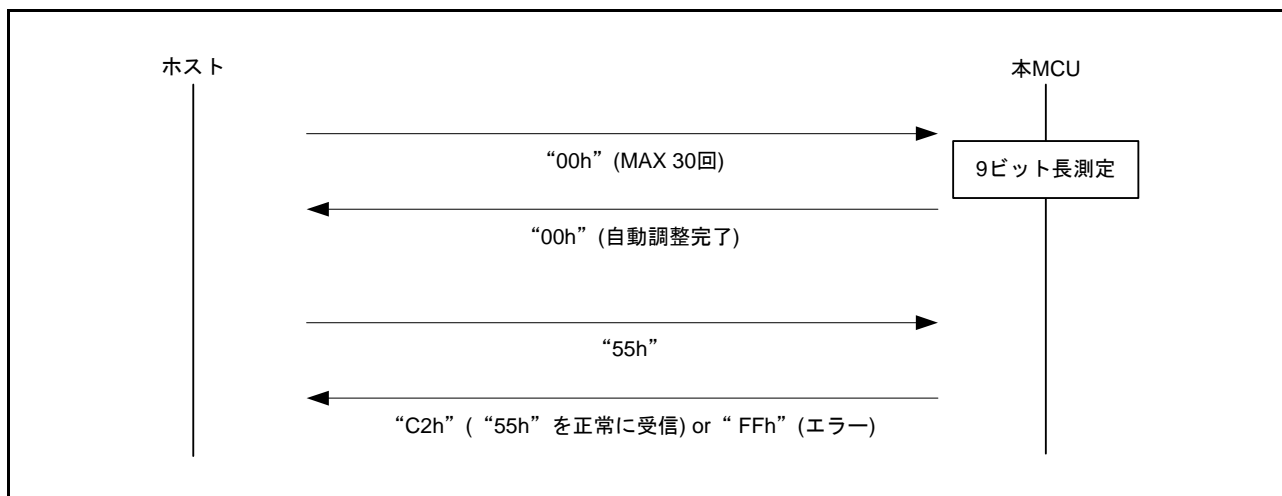 ホスト
本MCU
“00h” (MAX 30回)
9ビット長測定
“00h” (自動調整完了)
“55h”
“C2h” ( “55h” を正常に受信) or “ FFh” (エラー)